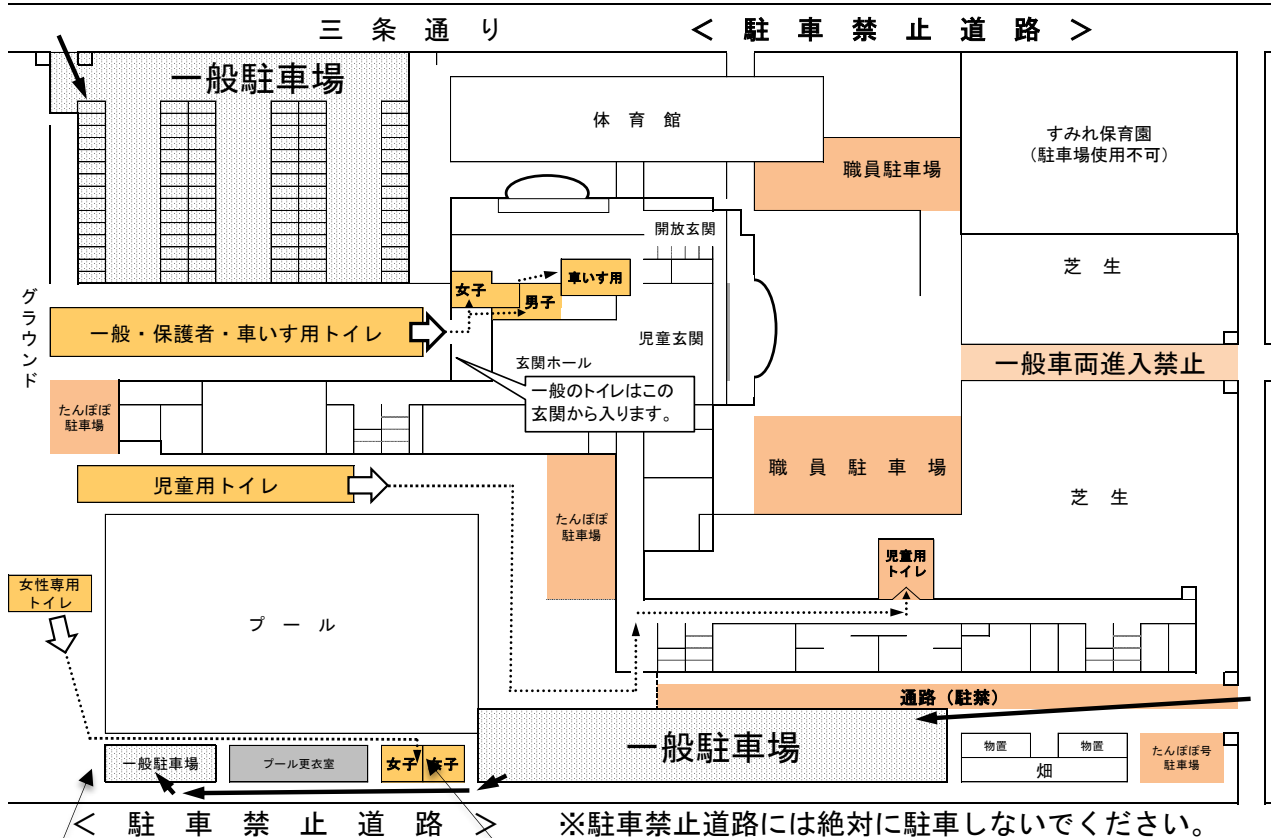 三条通り
＜ 駐車禁止道路 ＞
一般駐車場
体育館
すみれ保育園
（駐車場使用不可）
職員駐車場
開放玄関
芝生
グラウンド
女子
男子
車いす用
一般・保護者・車いす用トイレ
児童玄関
一般車両進入禁止
玄関ホール
一般のトイレはこの
玄関から入ります。
たんぽぽ
駐車場
職員駐車場
児童用トイレ
芝生
たんぽぽ
駐車場
児童用
トイレ
女性専用
トイレ
プール
通路（駐禁）
一般駐車場
物置
物置
畑
たんぽぽ号
駐車場
一般駐車場
プール更衣室
女子
女子
＜ 駐車禁止道路 ＞
※駐車禁止道路には絶対に駐車しないでください。